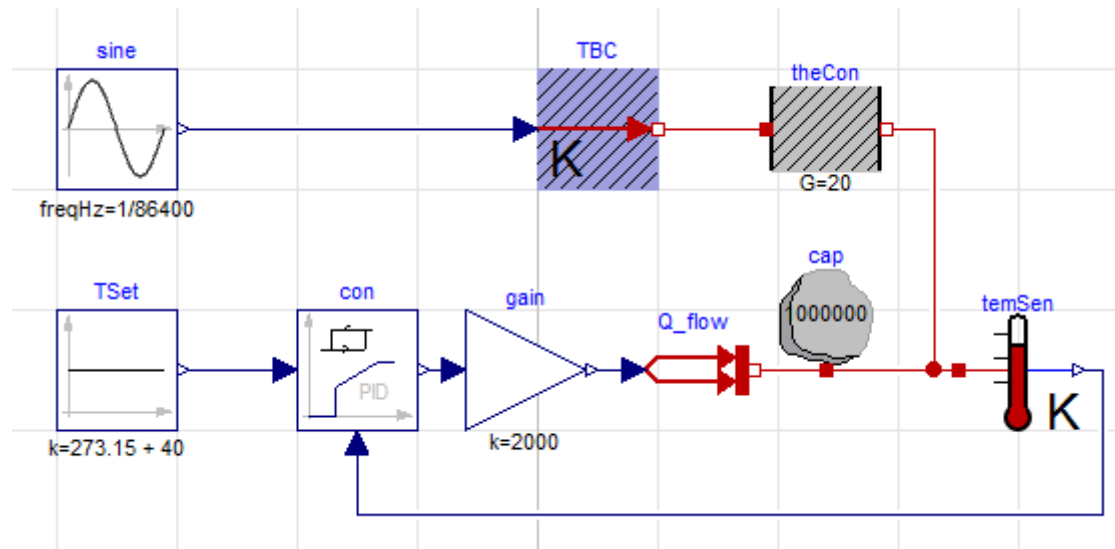 sine
TBC
theCon
K
G=20
freqHz=1/86400
cap
TSet
con
gain
Q_flow
1000000
temSen
PID
K
k=273.15 + 40
k=2000